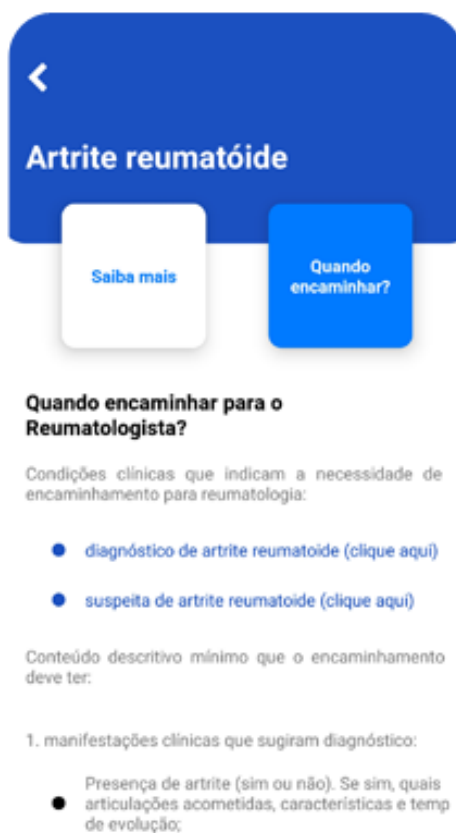 Artrite reumatóide
Saiba mais
Quando
encaminhar?
Quando encaminhar para o
Reumatologista?
Condições clínicas que indicam a necessidade de
encaminhamento para reumatologia:
diagnóstico de artrite reumatoide (clique aqui)
suspeita de artrite reumatoide (clique aqui)
Conteúdo descritivo mínimo que o encaminhamento
deve ter:
1. manifestações clínicas que sugiram diagnóstico:
Presença de artrite (sim ou não). Se sim, quais
articulações acometidas, características e temp
de evolução;